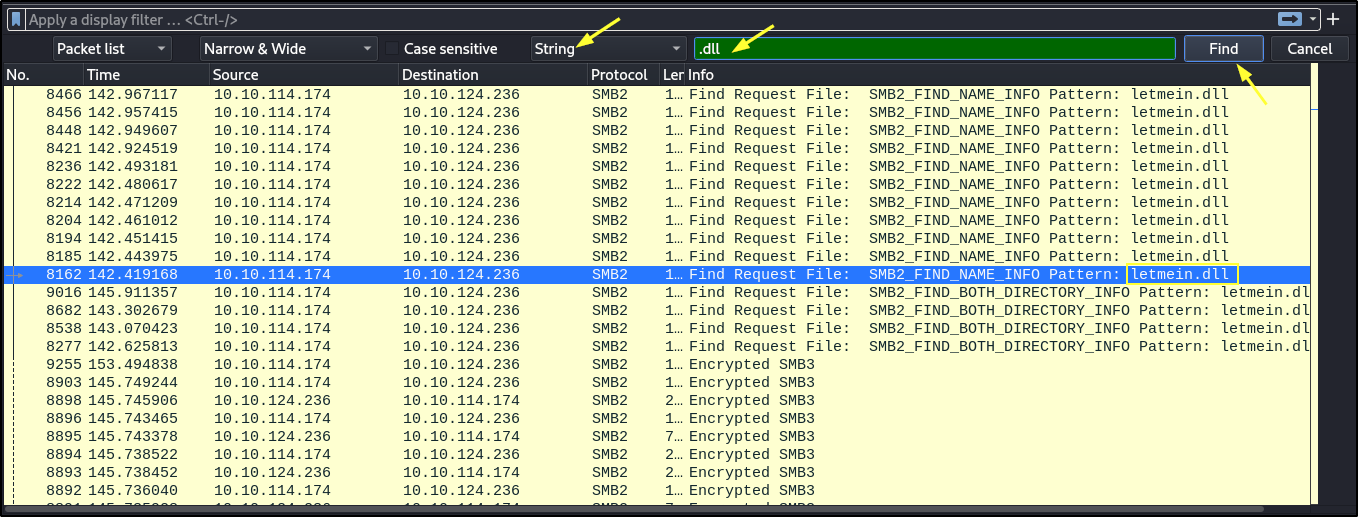 Apply a display filter … <Ctrl-/>
Packet list Narrow & Wide Case sensitive String .dll Find Cancel
No. Time Source Destination Protocol Ler Info
8466 142.967117 10.10.114.174 10.10.124.236 SMB2 1… Find Request File: SMB2_FIND_NAME_INFO Pattern: letmein.dll
8456 142.957415 10.10.114.174 10.10.124.236 SMB2 1… Find Request File: SMB2_FIND_NAME_INFO Pattern: letmein.dll
8448 142.949607 10.10.114.174 10.10.124.236 SMB2 1… Find Request File: SMB2_FIND_NAME_INFO Pattern: letmein.dll
8421 142.924519 10.10.114.174 10.10.124.236 SMB2 1… Find Request File: SMB2_FIND_NAME_INFO Pattern: letmein.dll
8236 142.493181 10.10.114.174 10.10.124.236 SMB2 1… Find Request File: SMB2_FIND_NAME_INFO Pattern: letmein.dll
8222 142.480617 10.10.114.174 10.10.124.236 SMB2 1… Find Request File: SMB2_FIND_NAME_INFO Pattern: letmein.dll
8214 142.471209 10.10.114.174 10.10.124.236 SMB2 1… Find Request File: SMB2_FIND_NAME_INFO Pattern: letmein.dll
8204 142.461012 10.10.114.174 10.10.124.236 SMB2 1… Find Request File: SMB2_FIND_NAME_INFO Pattern: letmein.dll
8194 142.451415 10.10.114.174 10.10.124.236 SMB2 1… Find Request File: SMB2_FIND_NAME_INFO Pattern: letmein.dll
8185 142.443975 10.10.114.174 10.10.124.236 SMB2 1… Find Request File: SMB2_FIND_NAME_INFO Pattern: letmein.dll
8162 142.419168 10.10.114.174 10.10.124.236 SMB2 1… Find Request File: SMB2_FIND_NAME_INFO Pattern: letmein.dll
9016 145.911357 10.10.114.174 10.10.124.236 SMB2 1… Find Request File: SMB2_FIND_BOTH_DIRECTORY_INFO Pattern: letmein.dl
8682 143.302679 10.10.114.174 10.10.124.236 SMB2 1… Find Request File: SMB2_FIND_BOTH_DIRECTORY_INFO Pattern: letmein.dl
8538 143.070423 10.10.114.174 10.10.124.236 SMB2 1… Find Request File: SMB2_FIND_BOTH_DIRECTORY_INFO Pattern: letmein.dl
8277 142.625813 10.10.114.174 10.10.124.236 SMB2 1… Find Request File: SMB2_FIND_BOTH_DIRECTORY_INFO Pattern: letmein.dl
9255 153.494838 10.10.114.174 10.10.124.236 SMB2 1… Encrypted SMB3
8903 145.749244 10.10.114.174 10.10.124.236 SMB2 1… Encrypted SMB3
8898 145.745906 10.10.124.236 10.10.114.174 SMB2 2… Encrypted SMB3
8896 145.743465 10.10.114.174 10.10.124.236 SMB2 1… Encrypted SMB3
8895 145.743378 10.10.124.236 10.10.114.174 SMB2 7… Encrypted SMB3
8894 145.738522 10.10.114.174 10.10.124.236 SMB2 2… Encrypted SMB3
8893 145.738452 10.10.124.236 10.10.114.174 SMB2 2… Encrypted SMB3
8892 145.736040 10.10.114.174 10.10.124.236 SMB2 1… Encrypted SMB3